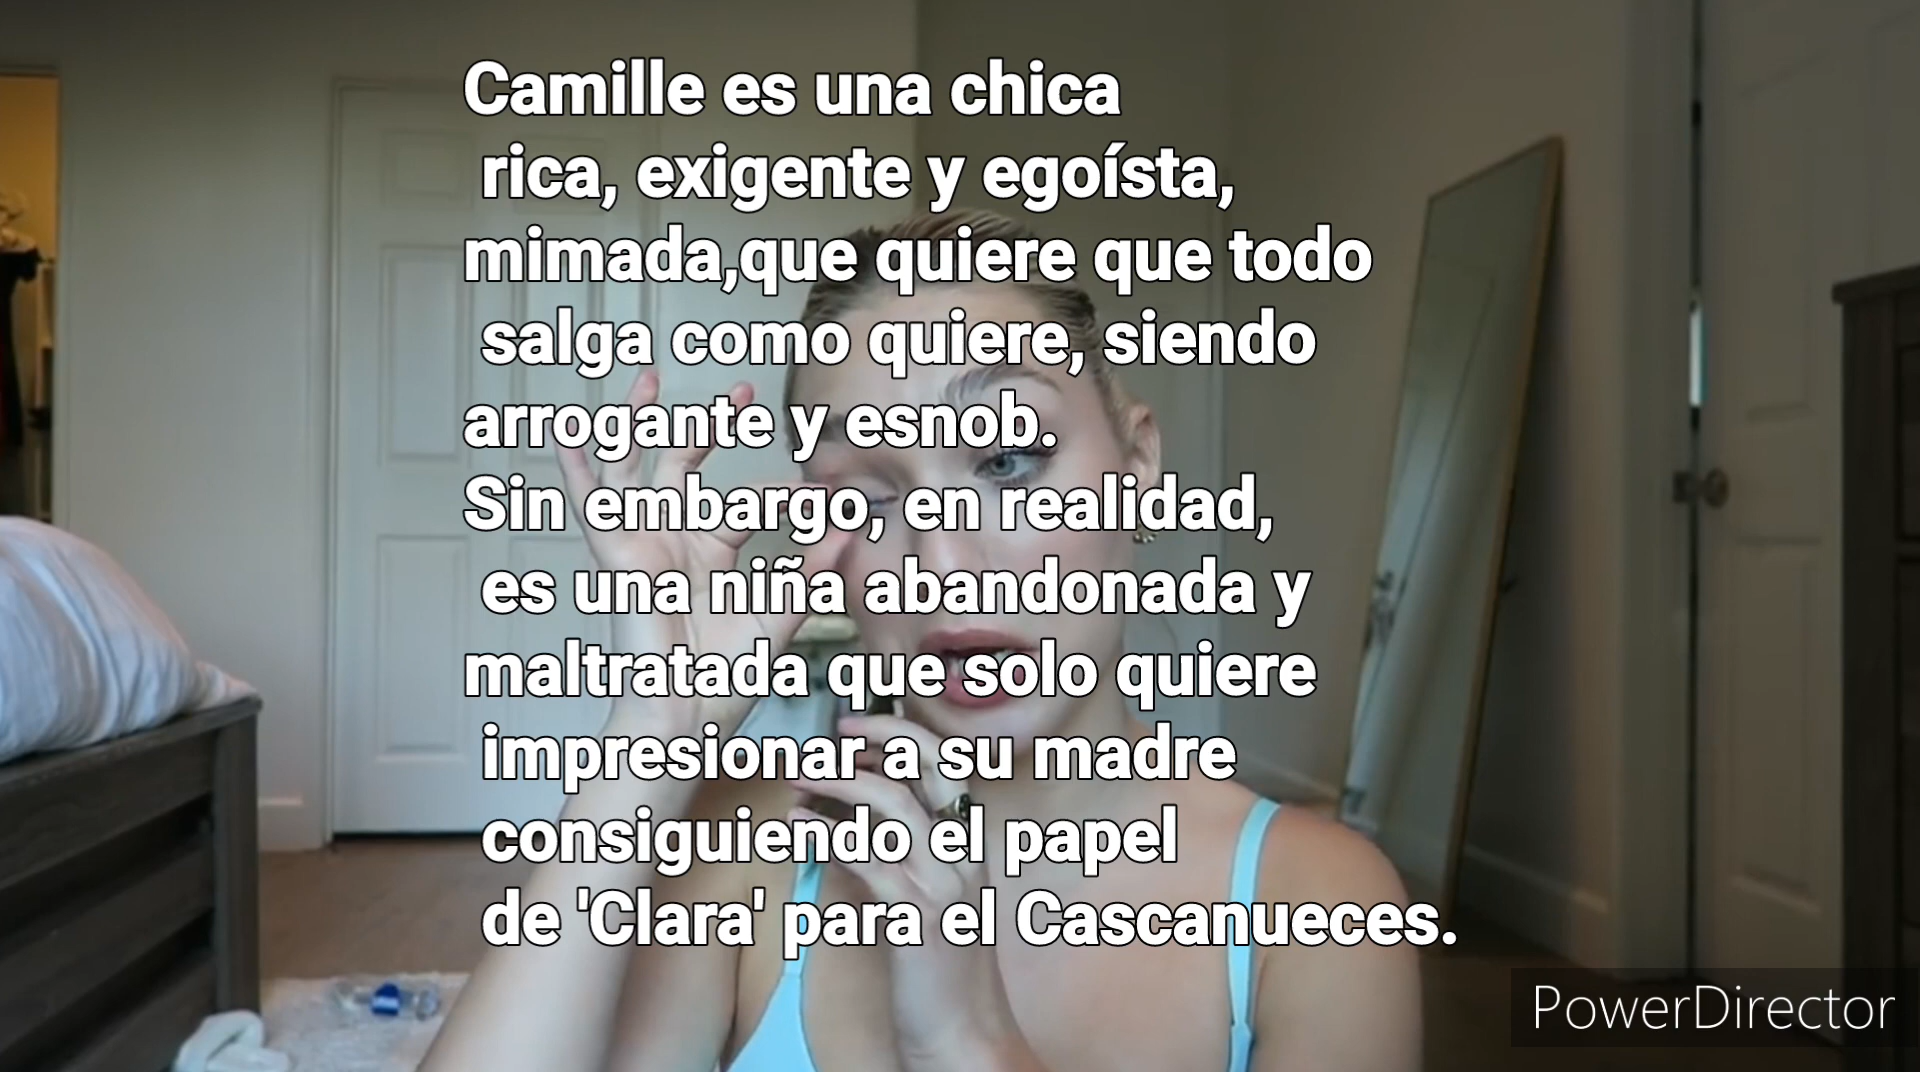 Camille es una chica
rica, exigente y egoísta,
mimada,que quiere que todo
salga como quiere, siendo
arrogante y esnob.
Sin embargo, en realidad,
es una niña abandonada y
maltratada que solo quiere
impresionar a su madre
consiguiendo el papel
de 'Clara' para el Cascanueces.
PowerDirector